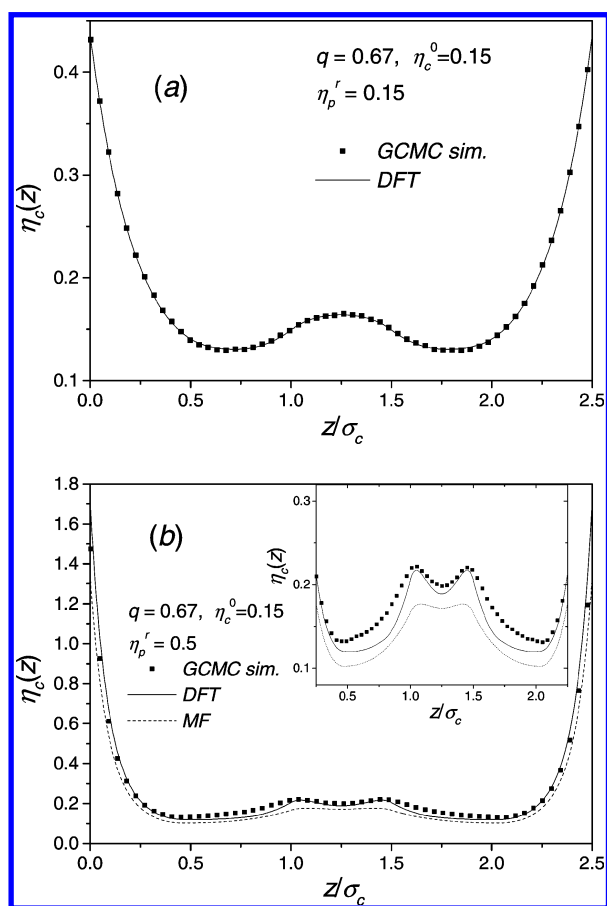 (a)
q = 0.67, η_c^0=0.15
η_p^r = 0.15
GCMC sim.
DFT
η_c(z)
0.4
0.3
0.2
0.1
0.0 0.5 1.0 1.5 2.0 2.5
z/σ_c
(b)
q = 0.67, η_c^0=0.15
η_p^r = 0.5
GCMC sim.
DFT
MF
η_c(z)
1.8
1.6
1.4
1.2
1.0
0.8
0.6
0.4
0.2
0.0
0.0 0.5 1.0 1.5 2.0 2.5
z/σ_c
η_c(z)
0.3
0.2
0.1
0.5 1.0 1.5 2.0
z/σ_c